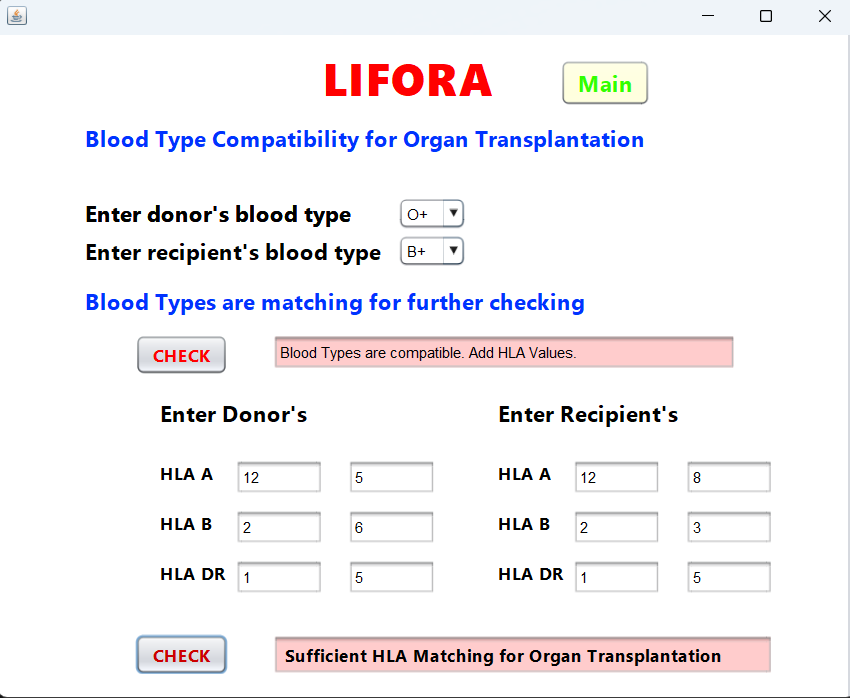 LIFORA Main
Blood Type Compatibility for Organ Transplantation
Enter donor's blood type O+
Enter recipient's blood type B+
Blood Types are matching for further checking
CHECK Blood Types are compatible. Add HLA Values.
Enter Donor's Enter Recipient's
HLA A 12 5 HLA A 12 8
HLA B 2 6 HLA B 2 3
HLA DR 1 5 HLA DR 1 5
CHECK Sufficient HLA Matching for Organ Transplantation